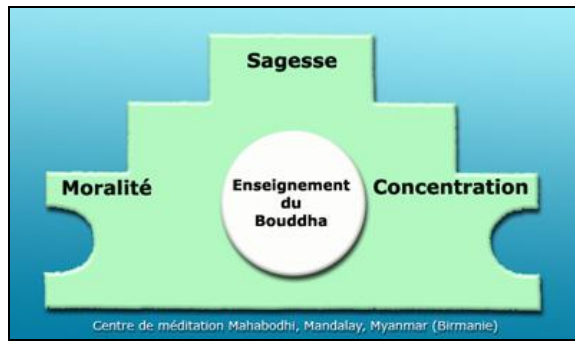 Sagesse
Moralité
Enseignement
du
Bouddha
Concentration
Centre de méditation Mahabodhi, Mandalay, Myanmar (Birmanie)